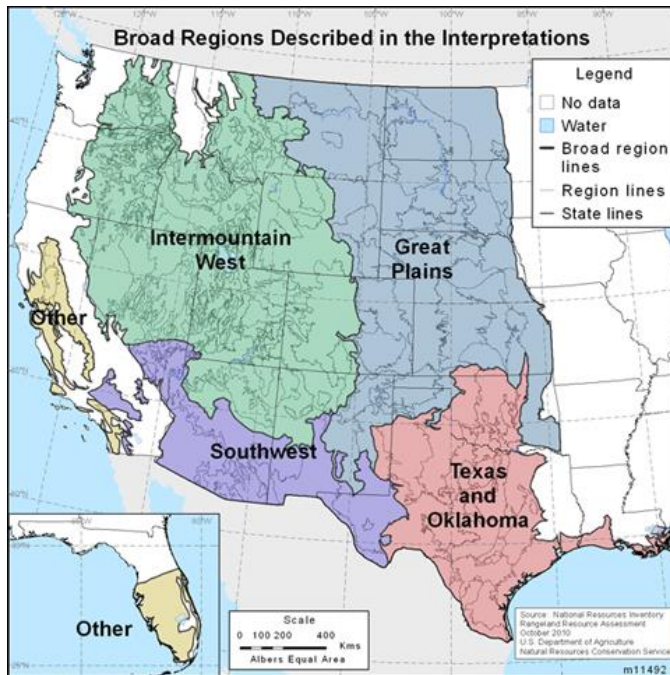 Broad Regions Described in the Interpretations
Legend
No data
Water
Broad region
lines
Region lines
State lines
Intermountain
West
Great
Plains
Other
Southwest
Texas
and
Oklahoma
Other
Scale
0 100 200 400
Kms
Albers Equal Area
Source: National Resources Inventory
Rangeland Resource Assessment
October 2010
U.S. Department of Agriculture
Natural Resources Conservation Service
m11492